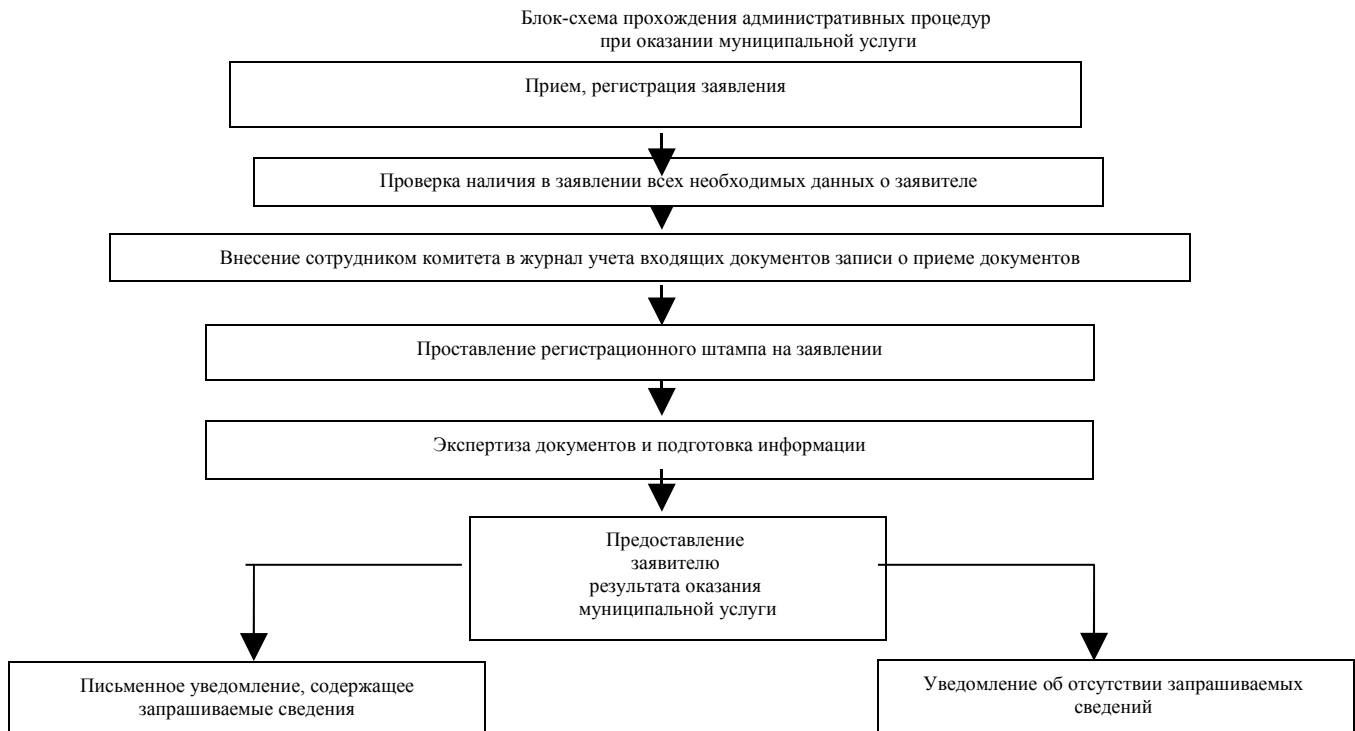 Блок-схема прохождения административных процедур
при оказании муниципальной услуги
Прием, регистрация заявления
Проверка наличия в заявлении всех необходимых данных о заявителе
Внесение сотрудником комитета в журнал учета входящих документов записи о приеме документов
Проставление регистрационного штампа на заявлении
Экспертиза документов и подготовка информации
Предоставление
заявителю
результата оказания
муниципальной услуги
Письменное уведомление, содержащее
запрашиваемые сведения
Уведомление об отсутствии запрашиваемых
сведений